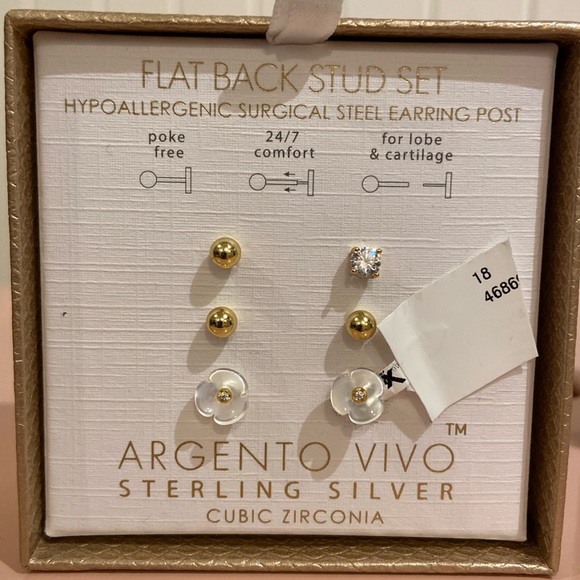 FLAT BACK STUD SET
HYPOALLERGENIC SURGICAL STEEL EARRING POST
poke free
24/7 comfort
for lobe & cartilage
18
4686
ARGENTO VIVO™
STERLING SILVER
CUBIC ZIRCONIA